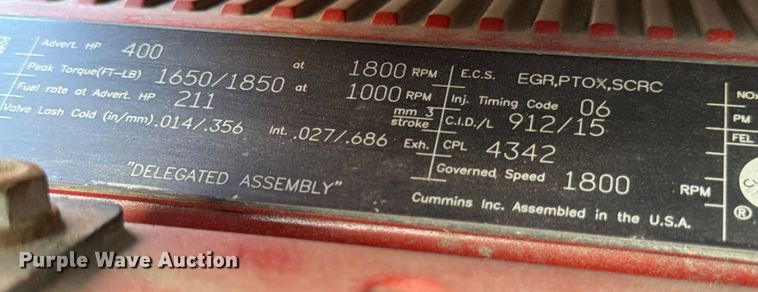 Advert. HP 400 at 1800 RPM
Peak Torque(FT-LB) 1650/1850 at 1000 RPM
Fuel rate at Advert. HP 211 mm 3 stroke
Valve Lash Cold (in/mm) .014/.356 Int. .027/.686 Exh.
"DELEGATED ASSEMBLY"
E.C.S. EGR,PTOX,SCRC
Inj. Timing Code 06
C.I.D./L 912/15
CPL 4342
Governed Speed 1800 RPM
Cummins Inc. Assembled in the U.S.A.
NOx
PM
FEL
®
Purple Wave Auction